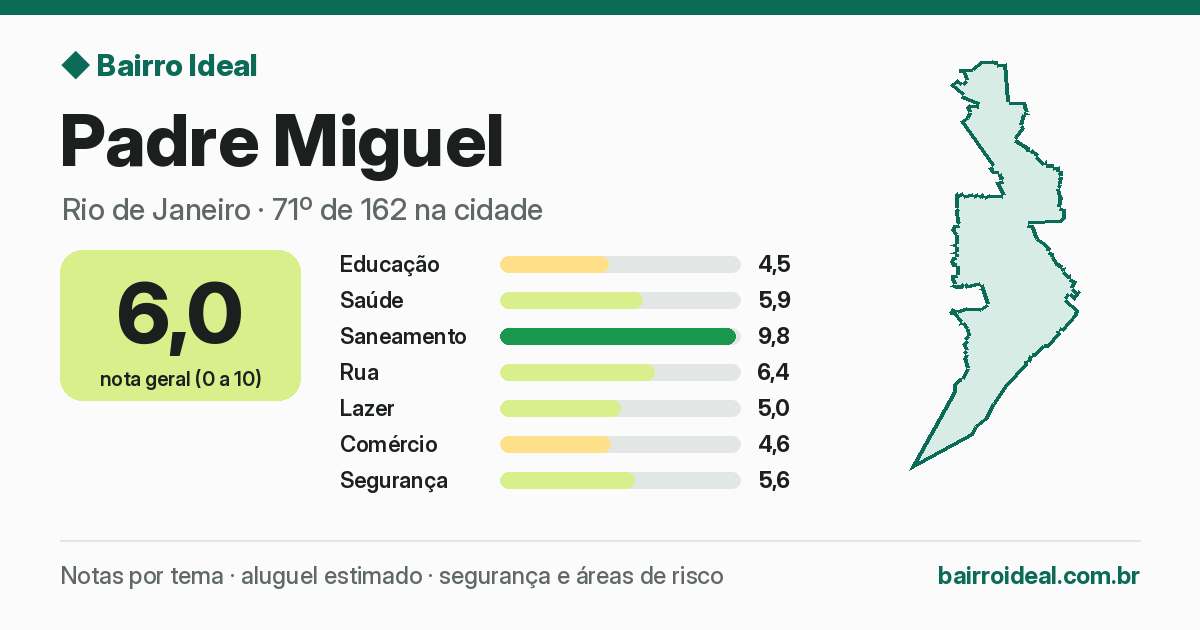 Bairro Ideal
Padre Miguel
Rio de Janeiro · 71º de 162 na cidade
6,0
nota geral (0 a 10)
Educação 4,5
Saúde 5,9
Saneamento 9,8
Rua 6,4
Lazer 5,0
Comércio 4,6
Segurança 5,6
Notas por tema · aluguel estimado · segurança e áreas de risco
bairroideal.com.br